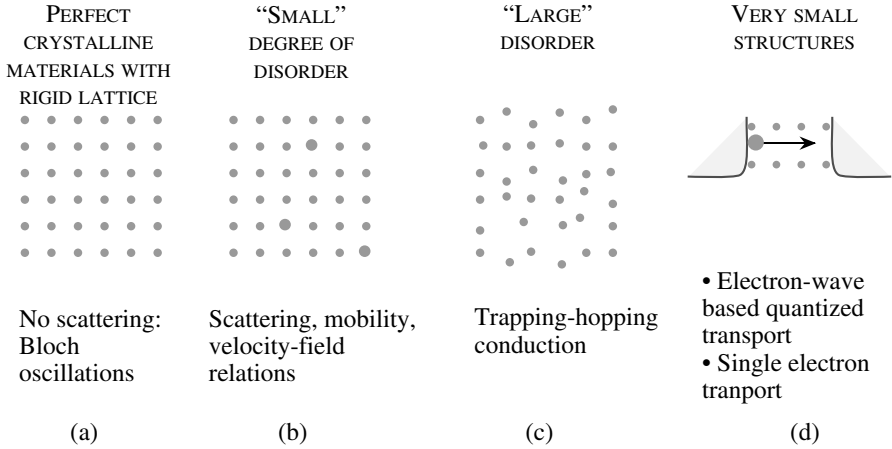 PERFECT
CRYSTALLINE
MATERIALS WITH
RIGID LATTICE
“SMALL”
DEGREE OF
DISORDER
“LARGE”
DISORDER
VERY SMALL
STRUCTURES
No scattering:
Bloch
oscillations
Scattering, mobility,
velocity-field
relations
Trapping-hopping
conduction
• Electron-wave
based quantized
transport
• Single electron
tranport
(a)
(b)
(c)
(d)